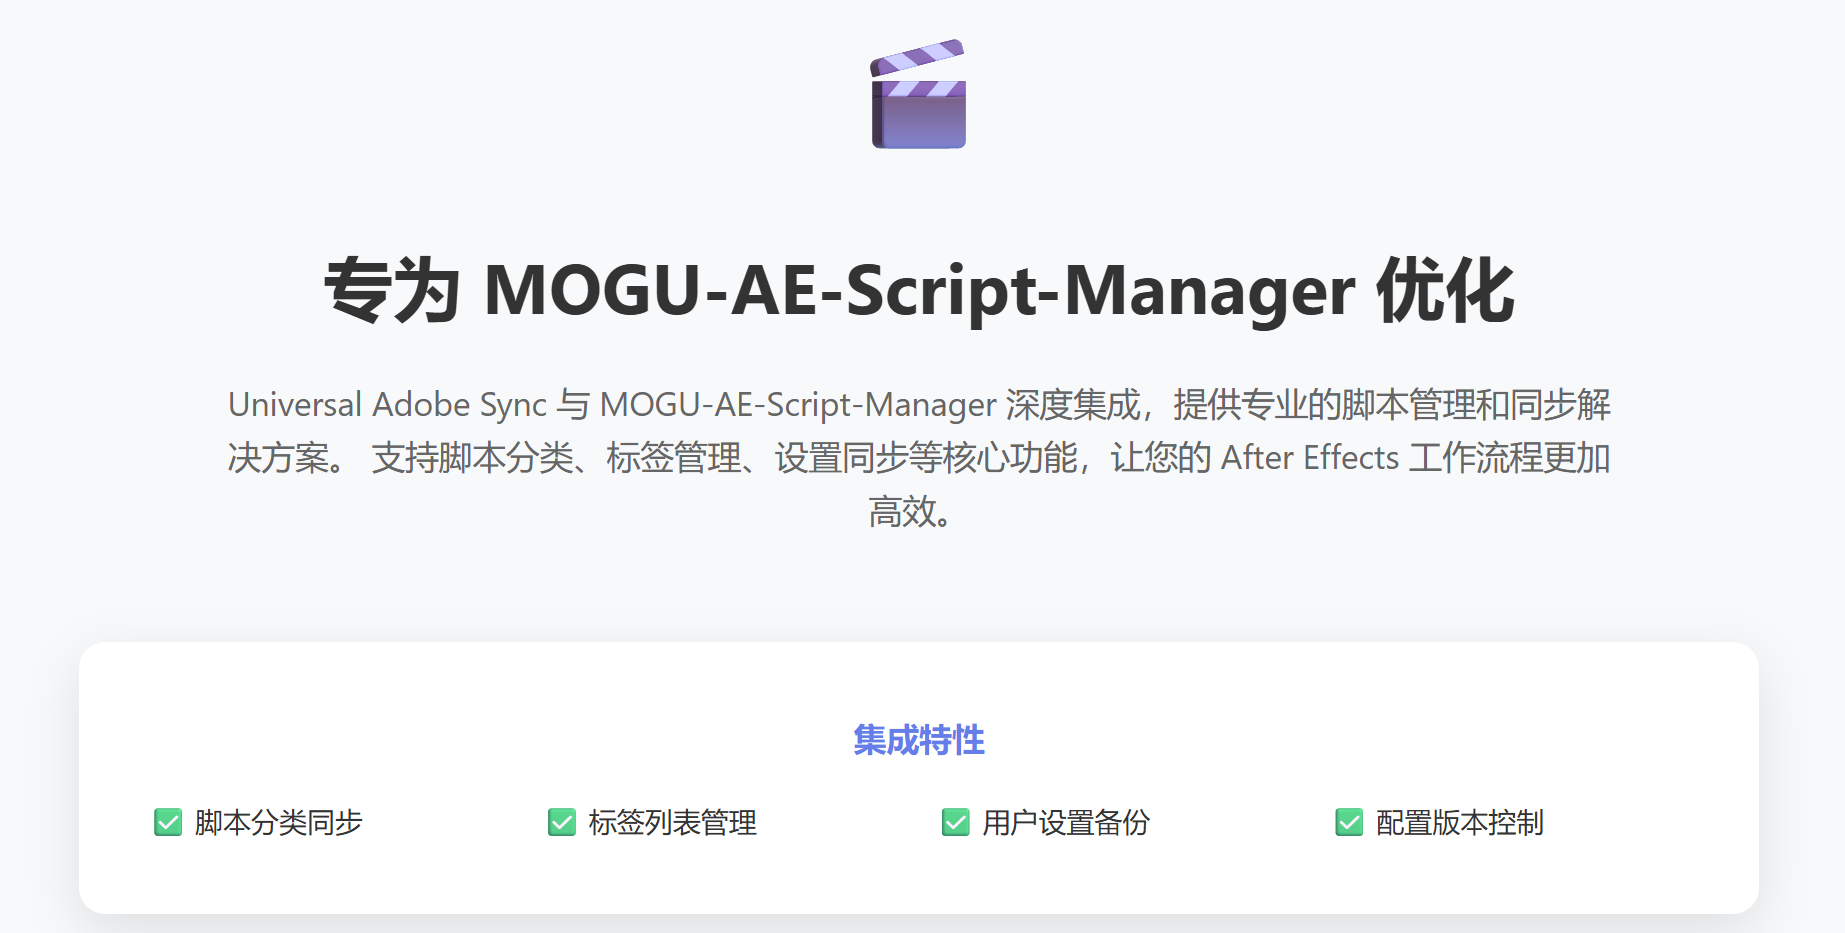 专为 MOGU-AE-Script-Manager 优化
Universal Adobe Sync 与 MOGU-AE-Script-Manager 深度集成，提供专业的脚本管理和同步解
决方案。 支持脚本分类、标签管理、设置同步等核心功能，让您的 After Effects 工作流程更加
高效。
集成特性
✅ 脚本分类同步
✅ 标签列表管理
✅ 用户设置备份
✅ 配置版本控制